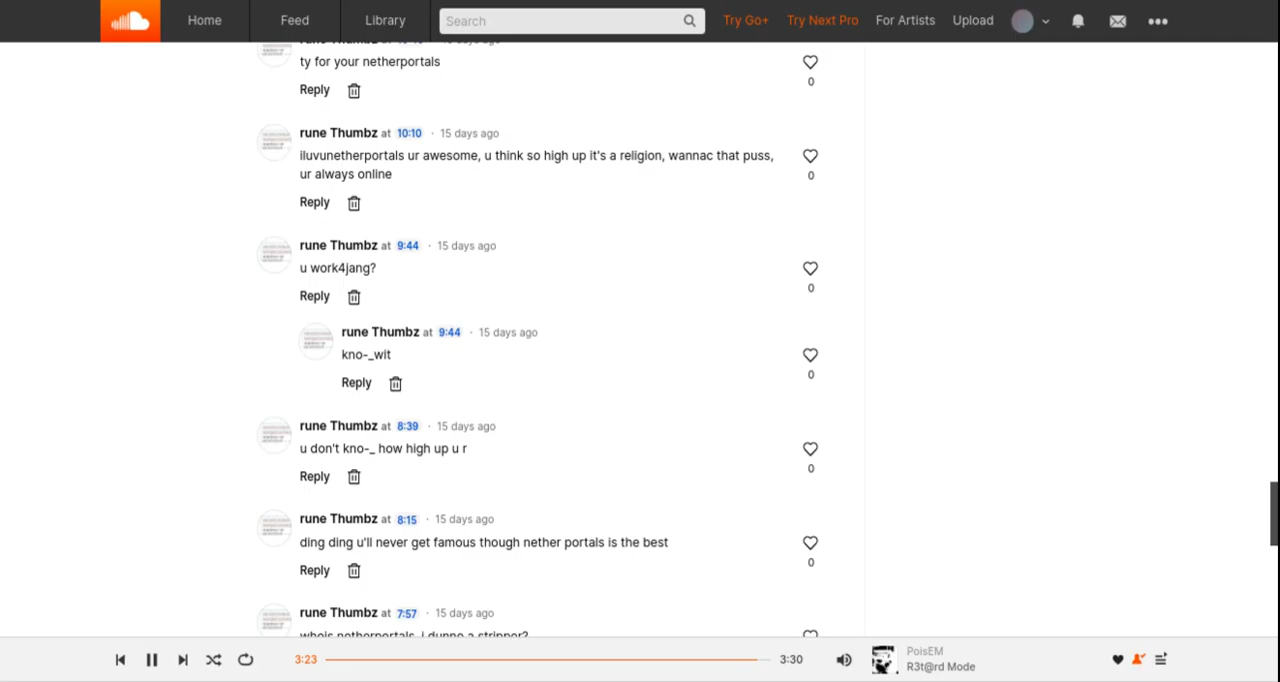 Home Feed Library Search Try Go+ Try Next Pro For Artists Upload
ty for your netherportals
0
Reply
rune Thumbz at 10:10 · 15 days ago
iluvunetherportals ur awesome, u think so high up it's a religion, wannac that puss,
ur always online
0
Reply
rune Thumbz at 9:44 · 15 days ago
u work4jang?
0
Reply
rune Thumbz at 9:44 · 15 days ago
kno-_wit
0
Reply
rune Thumbz at 8:39 · 15 days ago
u don't kno-_ how high up u r
0
Reply
rune Thumbz at 8:15 · 15 days ago
ding ding u'll never get famous though nether portals is the best
0
Reply
rune Thumbz at 7:57 · 15 days ago
whois netherportals, i dunno a stripper?
3:23 3:30
PoisEM
R3t@rd Mode